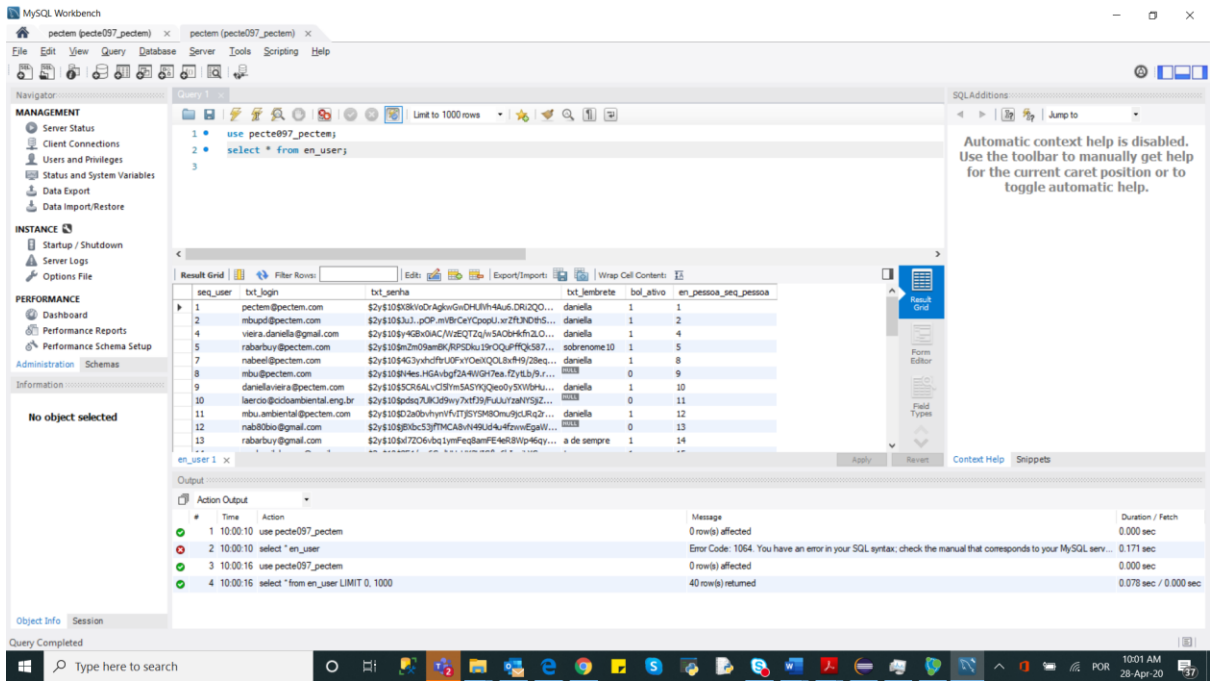 MySQL Workbench
pectem (pecte097_pectem) × pectem (pecte097_pectem) ×
File Edit View Query Database Server Tools Scripting Help
Navigator
MANAGEMENT
Server Status
Client Connections
Users and Privileges
Status and System Variables
Data Export
Data Import/Restore
INSTANCE
Startup / Shutdown
Server Logs
Options File
PERFORMANCE
Dashboard
Performance Reports
Performance Schema Setup
Administration Schemas
Information
No object selected
Object Info Session
Query 1 ×
Limit to 1000 rows
1 use pecte097_pectem;
2 select * from en_user;
3
Result Grid Filter Rows: Edit: Export/Import: Wrap Cell Content:
seq_user txt_login txt_senha txt_lembrete bol_ativo en_pessoa_seq_pessoa
1 pectem@pectem.com daniella 1 1
2 mbupd@pectem.com daniella 1 2
4 vieira.daniella@gmail.com daniella 1 4
5 rabarbuy@pectem.com sobrenome10 1 5
7 nabeel@pectem.com daniella 1 8
8 mbu@pectem.com NULL 0 9
9 daniellavieira@pectem.com daniella 1 10
10 laercio@cicloambiental.eng.br NULL 0 11
11 mbu.ambiental@pectem.com daniella 1 12
12 nab80bio@gmail.com NULL 0 13
13 rabarbuy@gmail.com a de sempre 1 14
Result Grid
Form Editor
Field Types
en_user 1 × Apply Revert
SQLAdditions
Jump to
Automatic context help is disabled.
Use the toolbar to manually get help
for the current caret position or to
toggle automatic help.
Context Help Snippets
Output
Action Output
# Time Action Message Duration / Fetch
1 10:00:10 use pecte097_pectem 0 row(s) affected 0.000 sec
2 10:00:10 select * en_user Error Code: 1064. You have an error in your SQL syntax; check the manual that corresponds to your MySQL serv... 0.171 sec
3 10:00:16 use pecte097_pectem 0 row(s) affected 0.000 sec
4 10:00:16 select * from en_user LIMIT 0, 1000 40 row(s) returned 0.078 sec / 0.000 sec
Query Completed
Type here to search
POR
10:01 AM
28-Apr-20
37